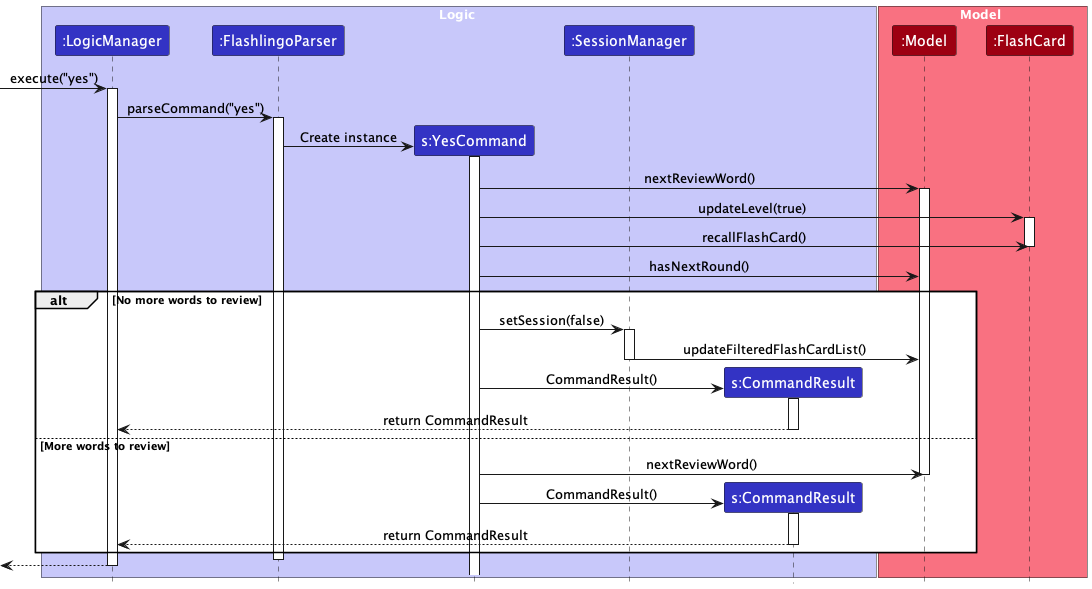 Logic
Model
:LogicManager
:FlashlingoParser
:SessionManager
:Model
:FlashCard
execute("yes")
parseCommand("yes")
Create instance
s:YesCommand
nextReviewWord()
updateLevel(true)
recallFlashCard()
hasNextRound()
alt
[No more words to review]
setSession(false)
updateFilteredFlashCardList()
CommandResult()
s:CommandResult
return CommandResult
[More words to review]
nextReviewWord()
CommandResult()
s:CommandResult
return CommandResult